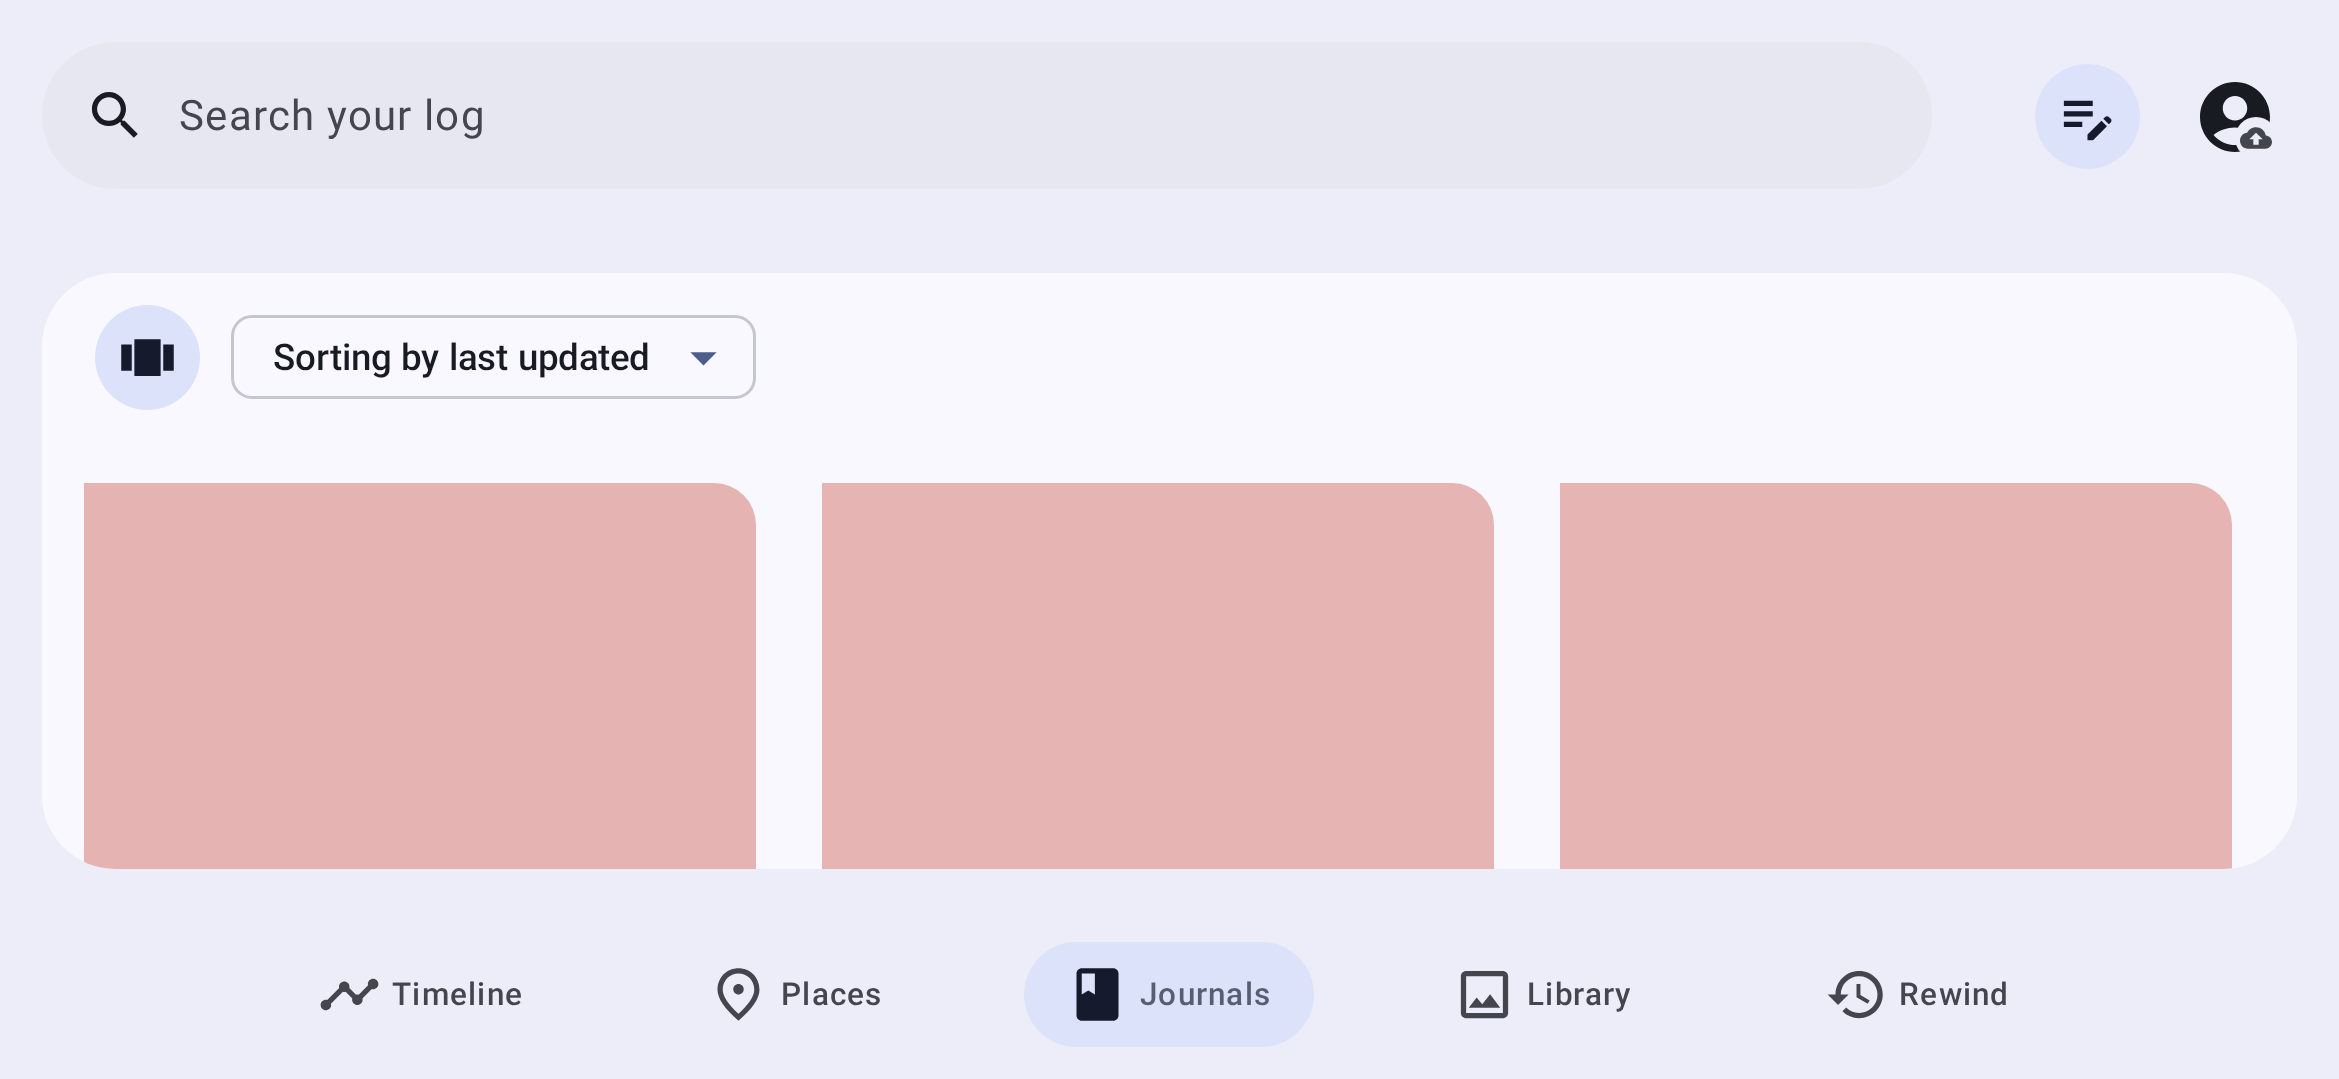 Search your log
Sorting by last updated
Timeline
Places
Journals
Library
Rewind